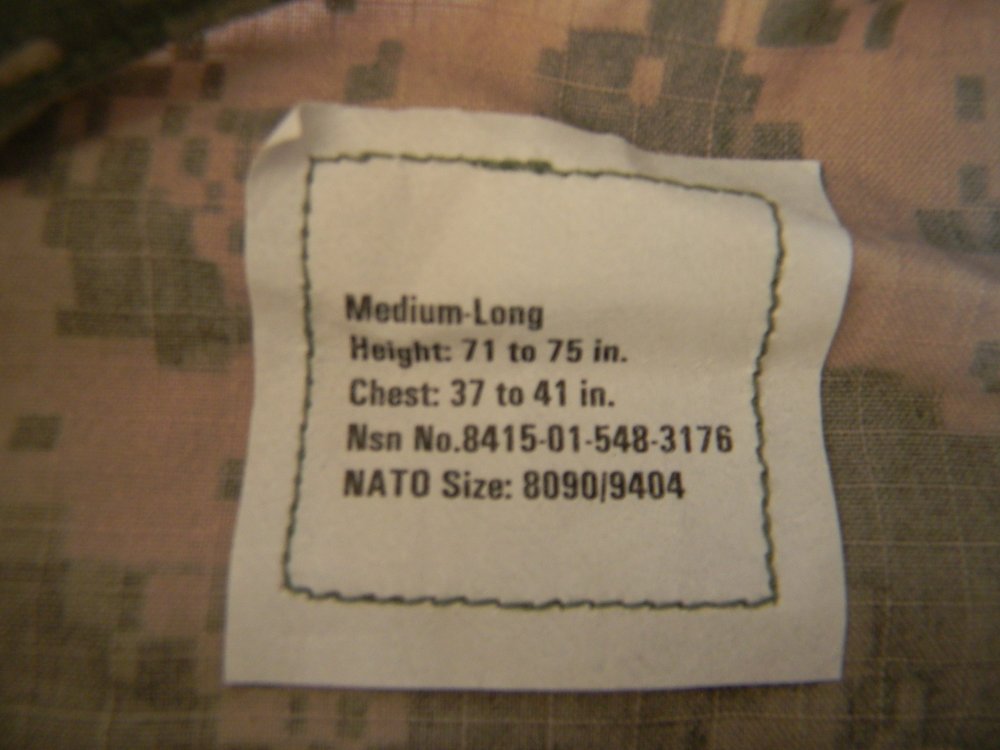 Medium-Long
Height: 71 to 75 in.
Chest: 37 to 41 in.
Nsn No.8415-01-548-3176
NATO Size: 8090/9404